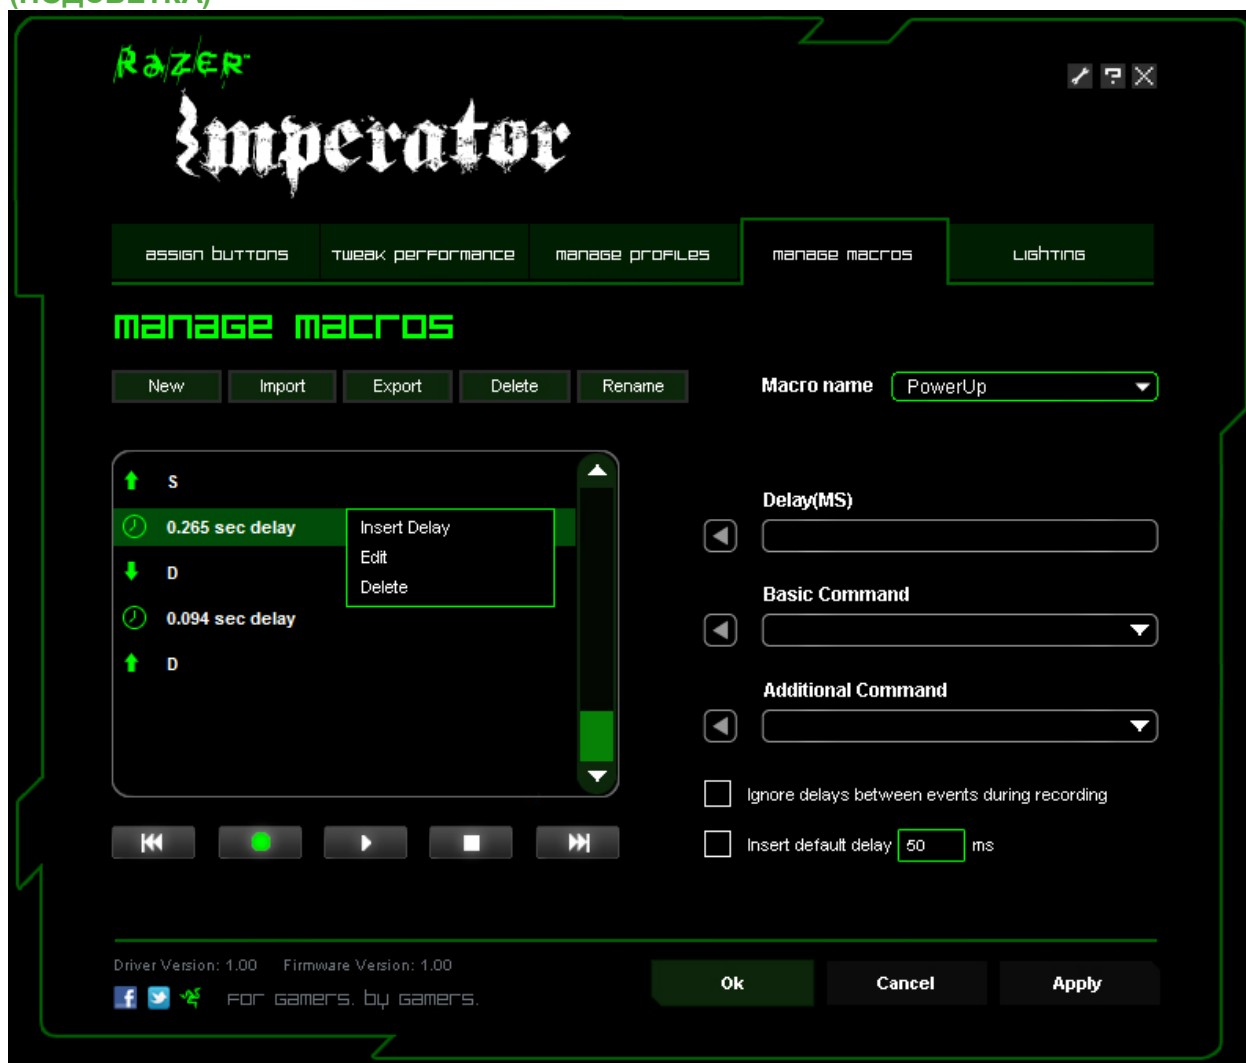 (ПОДСВЕТКА)
RAZER™
Imperator
assign buttons
tweak performance
manage profiles
manage macros
Lighting
manage macros
New
Import
Export
Delete
Rename
Macro name
PowerUp
S
0.265 sec delay
Insert Delay
Edit
D
Delete
0.094 sec delay
D
Delay(MS)
Basic Command
Additional Command
Ignore delays between events during recording
Insert default delay 50 ms
Driver Version: 1.00 Firmware Version: 1.00
For gamers. by gamers.
Ok
Cancel
Apply